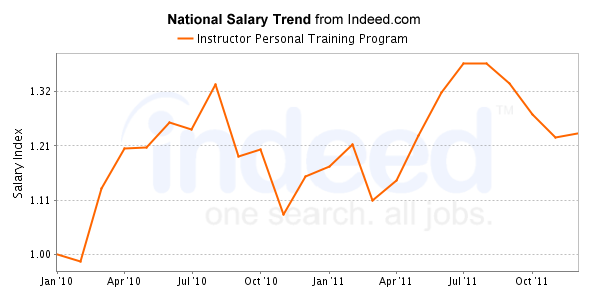 National Salary Trend from Indeed.com
Instructor Personal Training Program
Salary Index
1.32
1.21
1.11
1.00
Jan'10 Apr'10 Jul'10 Oct'10 Jan'11 Apr'11 Jul'11 Oct'11
indeed™
one search. all jobs.